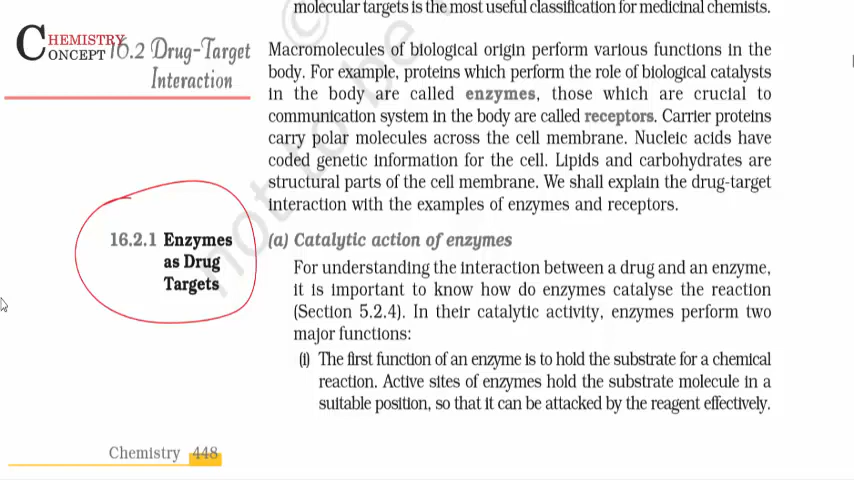 molecular targets is the most useful classification for medicinal chemists.
CHEMISTRY
CONCEPT
16.2 Drug-Target
Interaction
Macromolecules of biological origin perform various functions in the
body. For example, proteins which perform the role of biological catalysts
in the body are called enzymes, those which are crucial to
communication system in the body are called receptors. Carrier proteins
carry polar molecules across the cell membrane. Nucleic acids have
coded genetic information for the cell. Lipids and carbohydrates are
structural parts of the cell membrane. We shall explain the drug-target
interaction with the examples of enzymes and receptors.
16.2.1 Enzymes
as Drug
Targets
(a) Catalytic action of enzymes
For understanding the interaction between a drug and an enzyme,
it is important to know how do enzymes catalyse the reaction
(Section 5.2.4). In their catalytic activity, enzymes perform two
major functions:
(i) The first function of an enzyme is to hold the substrate for a chemical
reaction. Active sites of enzymes hold the substrate molecule in a
suitable position, so that it can be attacked by the reagent effectively.
Chemistry 448
©
not to be